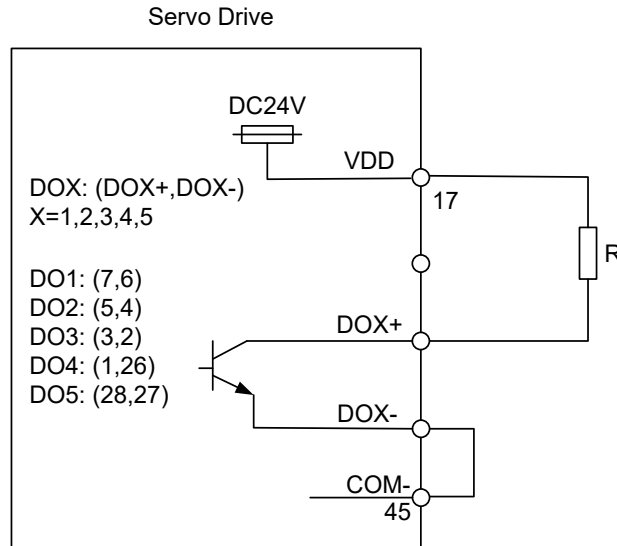 Servo Drive
DC24V
VDD
17
DOX: (DOX+,DOX-)
X=1,2,3,4,5
R
DO1: (7,6)
DO2: (5,4)
DO3: (3,2)
DO4: (1,26)
DO5: (28,27)
DOX+
DOX-
COM-
45